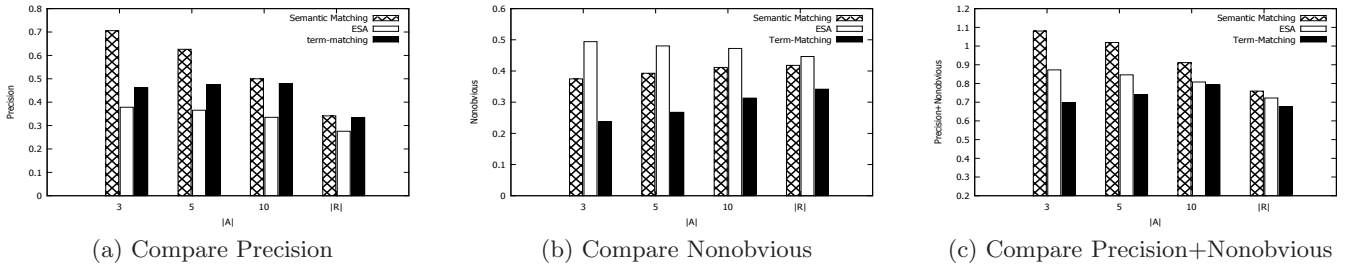 0.8
0.7
0.6
0.5
0.4
0.3
0.2
0.1
0
Precision
Semantic Matching
ESA
term-matching
3 5 10 |R|
|A|
(a) Compare Precision
0.6
0.5
0.4
0.3
0.2
0.1
0
Nonobvious
Semantic Matching
ESA
Term-Matching
3 5 10 |R|
|A|
(b) Compare Nonobvious
1.2
1.1
1
0.9
0.8
0.7
0.6
0.5
0.4
0.3
0.2
Precision+Nonobvious
Semantic Matching
ESA
Term-Matching
3 5 10 |R|
|A|
(c) Compare Precision+Nonobvious